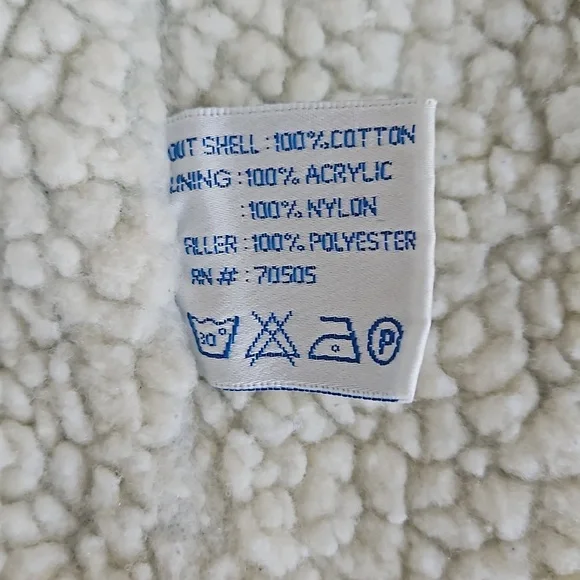 OUT SHELL :100%COTTON
LINING :100% ACRYLIC
:100% NYLON
FILLER :100% POLYESTER
RN # : 70505
30° P